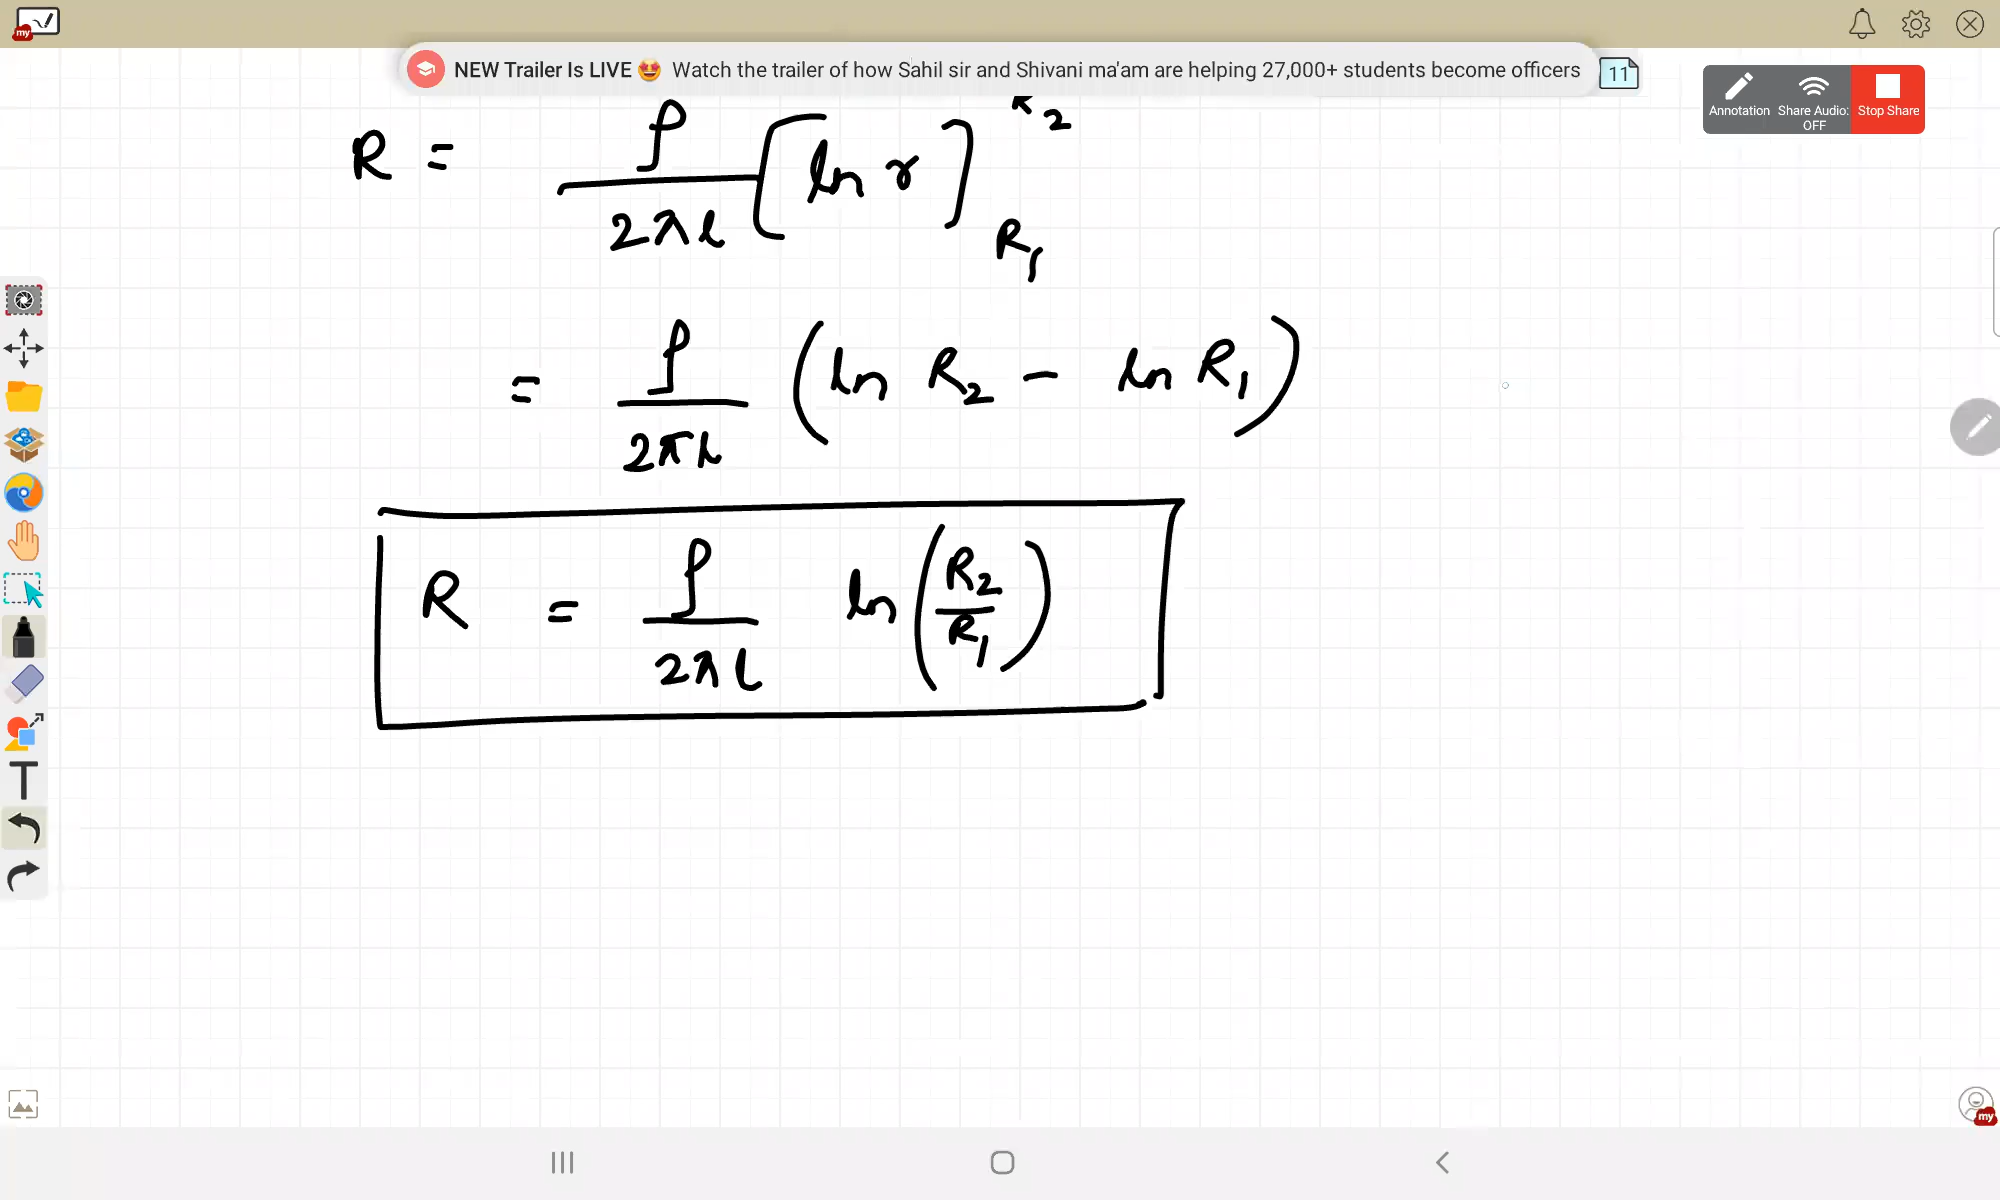 my
NEW Trailer Is LIVE 🤩 Watch the trailer of how Sahil sir and Shivani ma'am are helping 27,000+ students become officers
11
Annotation Share Audio: OFF Stop Share
R = ρ/2πl [ln r] R₂ R₁
= ρ/2πl (ln R₂ - ln R₁)
R = ρ/2πl ln(R₂/R₁)
T
my